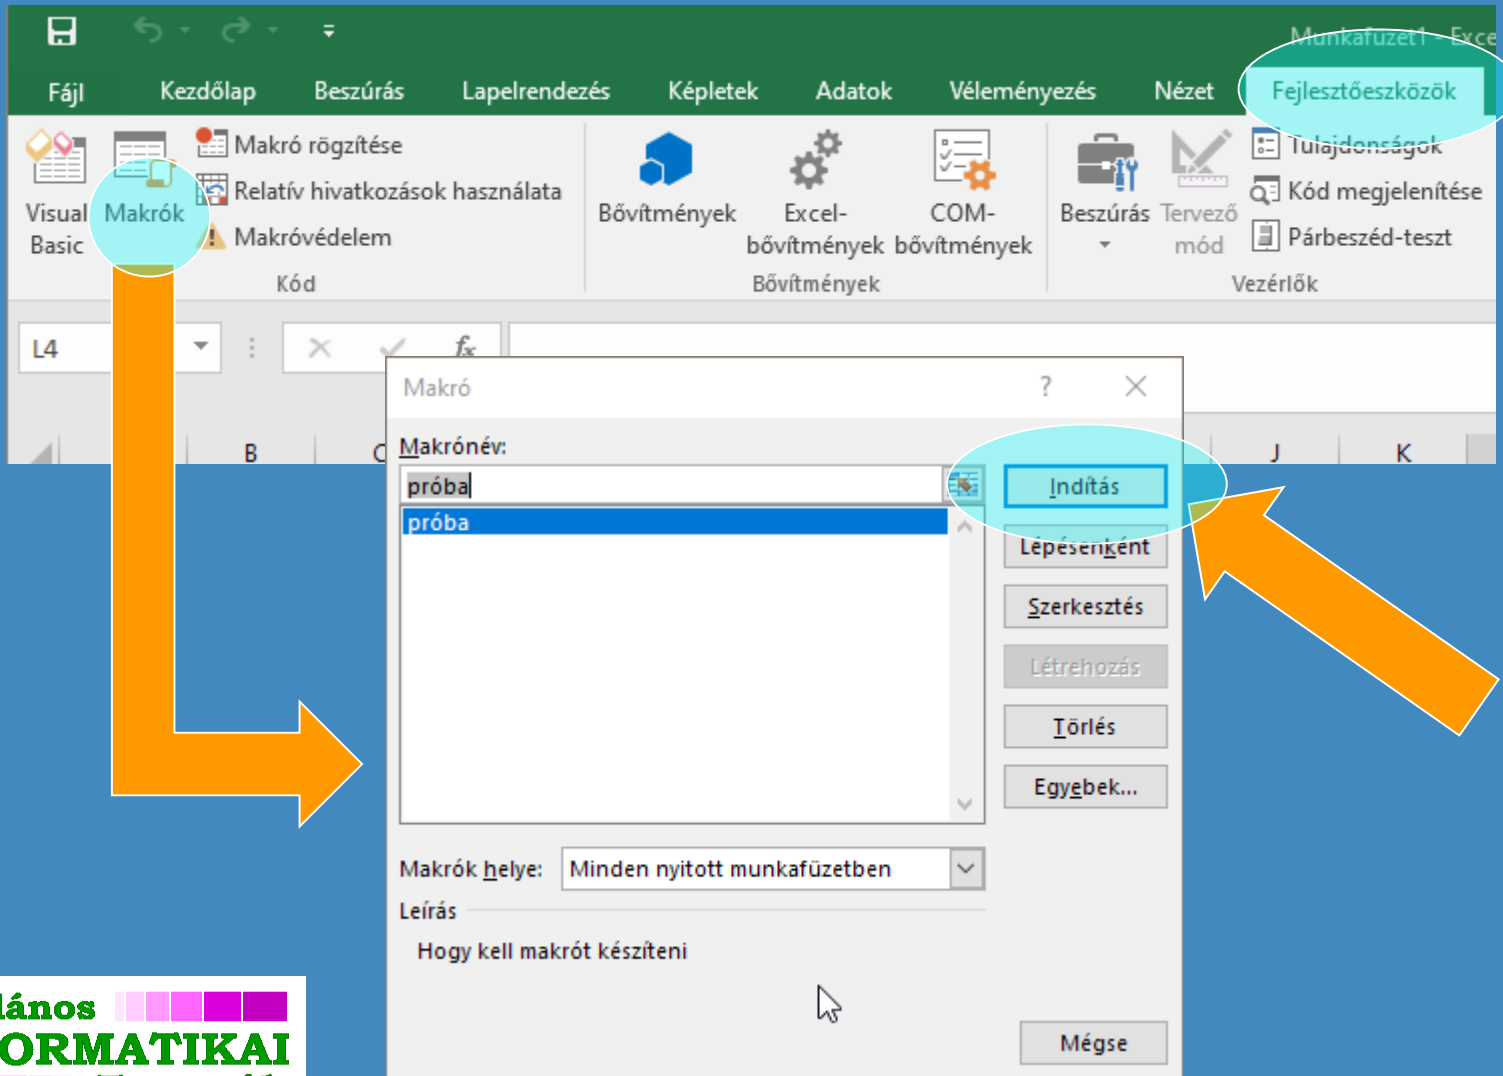 Munkafüzet1 - Exce
Fájl Kezdőlap Beszúrás Lapelrendezés Képletek Adatok Véleményezés Nézet Fejlesztőeszközök
Visual Basic
Makrók
Makró rögzítése
Relatív hivatkozások használata
Makróvédelem
Kód
Bővítmények
Excel-
bővítmények
COM-
bővítmények
Bővítmények
Beszúrás
Tervező
mód
Tulajdonságok
Kód megjelenítése
Párbeszéd-teszt
Vezérlők
L4
fx
B C J K
Makró ?
Makrónév:
próba
próba
Indítás
Lépésenként
Szerkesztés
Létrehozás
Törlés
Egyebek...
Makrók helye: Minden nyitott munkafüzetben
Leírás
Hogy kell makrót készíteni
Mégse
lános
ORMATIKAI